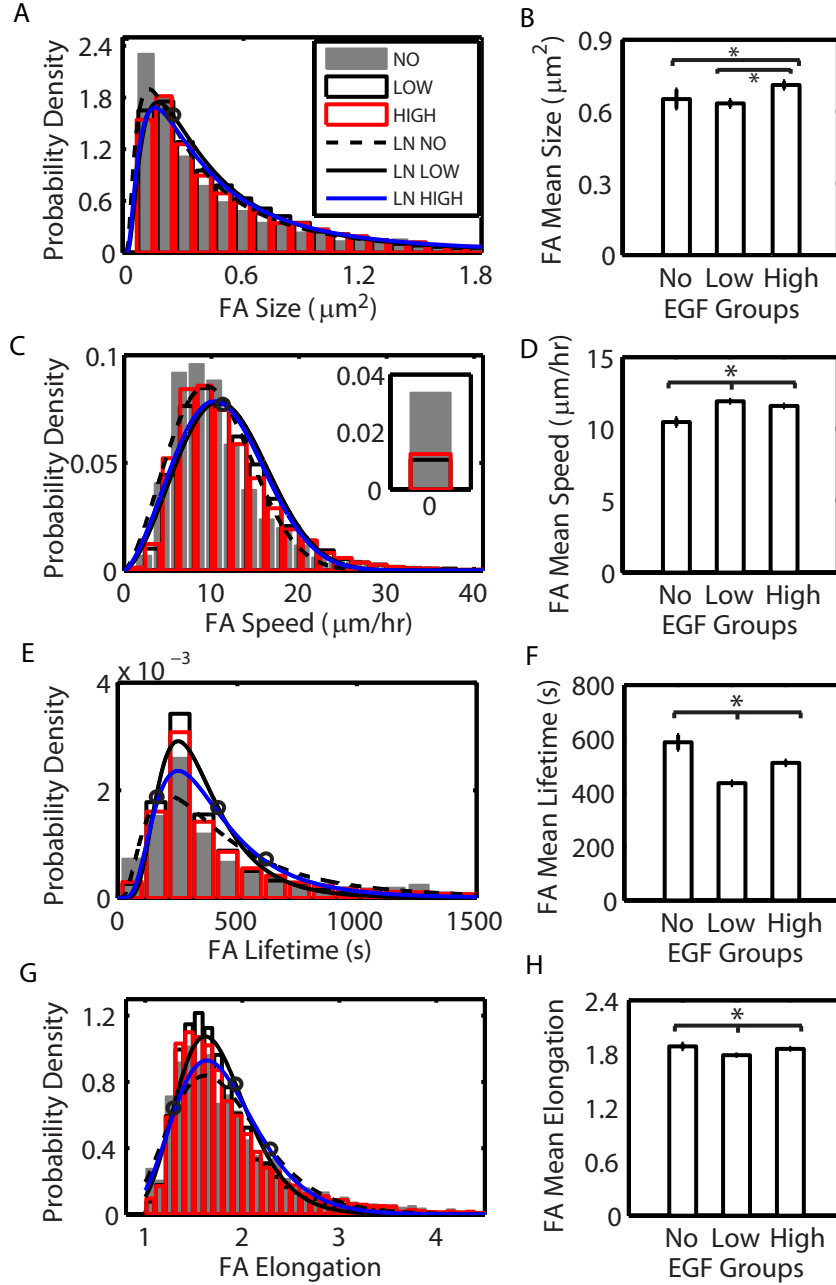 A
Probability Density
2.4
1.8
1.2
0.6
0
0 0.6 1.2 1.8
FA Size (μm²)
NO
LOW
HIGH
LN NO
LN LOW
LN HIGH
B
FA Mean Size (μm²)
0.9
0.6
0.3
0
*
*
No Low High
EGF Groups
C
Probability Density
0.1
0.05
0
0 10 20 30 40
FA Speed (μm/hr)
0.04
0.02
0
0
D
FA Mean Speed (μm/hr)
15
10
5
0
*
No Low High
EGF Groups
E
x 10⁻³
Probability Density
4
2
0
0 500 1000 1500
FA Lifetime (s)
F
FA Mean Lifetime (s)
800
600
400
200
0
*
No Low High
EGF Groups
G
Probability Density
1.2
0.8
0.4
0
1 2 3 4
FA Elongation
H
FA Mean Elongation
2.4
1.8
1.2
0.6
0
*
No Low High
EGF Groups